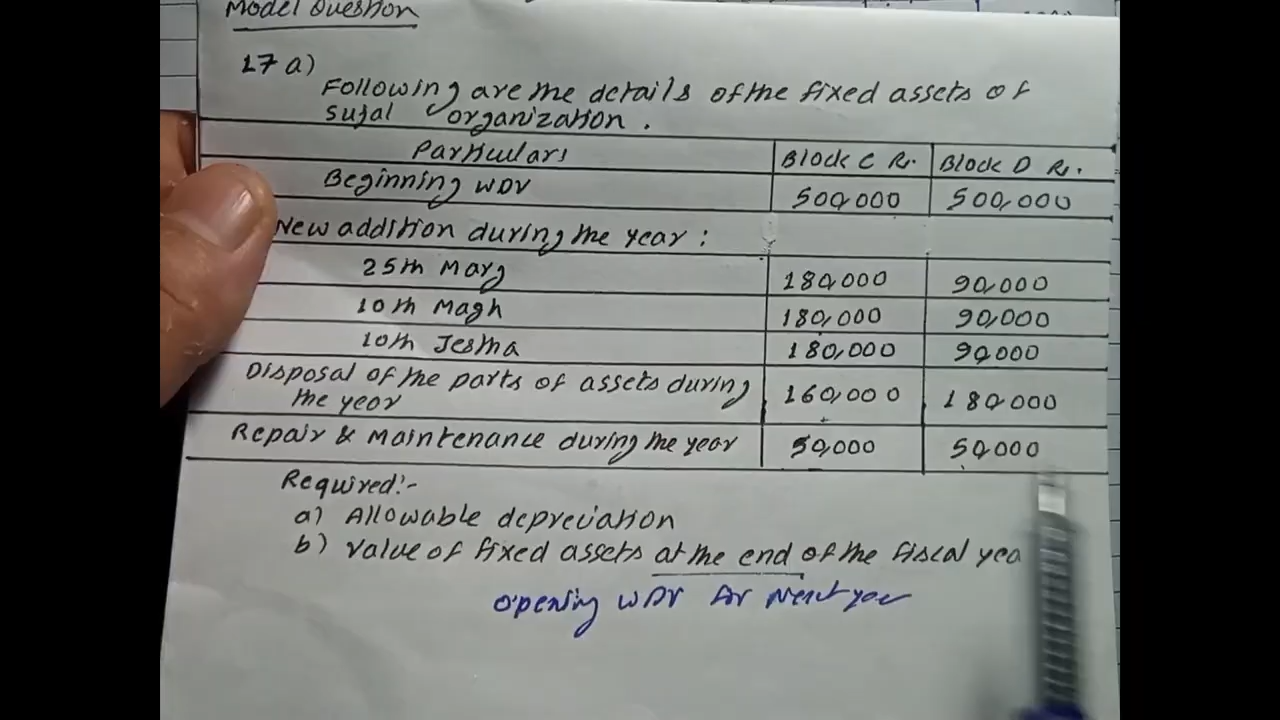 Model Question
17 a)
Following are the details of the fixed assets of
sujal organization.
Particulars Block C Rs. Block D Rs.
Beginning WDV 500,000 500,000
New addition during the year :
25th Marg 180,000 90,000
10th Magh 180,000 90,000
10th Jestha 180,000 90,000
Disposal of the parts of assets during
the year 160,000 180,000
Repair & Maintenance during the year 50,000 50,000
Required:-
a) Allowable depreciation
b) value of fixed assets at the end of the fiscal yea
opening WDV for Next year